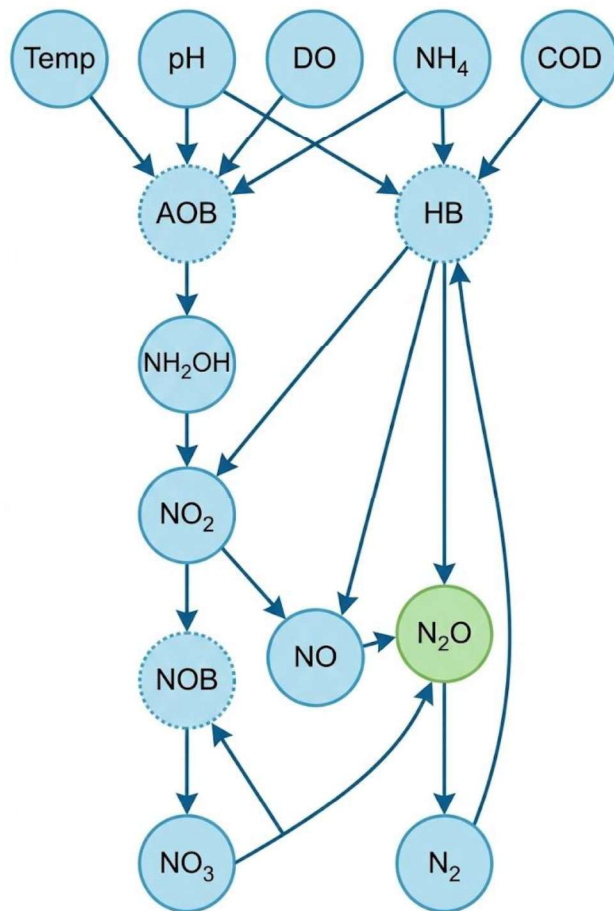 Temp pH DO NH₄ COD
AOB HB
NH₂OH
NO₂
NOB NO N₂O
NO₃ N₂